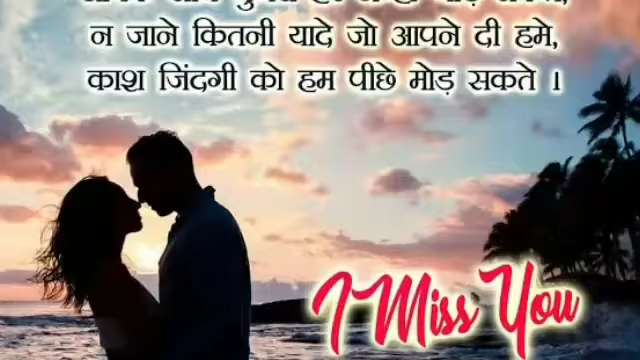 न जाने कितनी यादे जो आपने दी हमे,
काश जिंदगी को हम पीछे मोड़ सकते ।
I Miss You